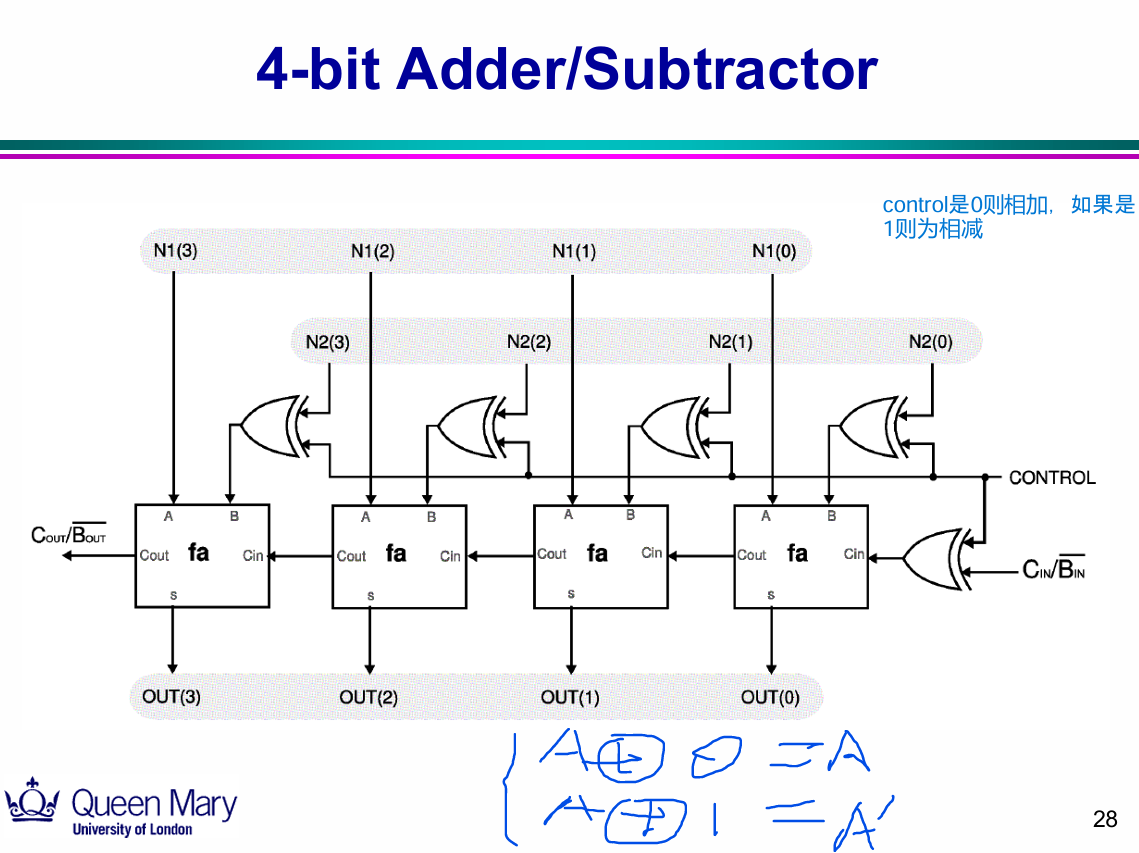 4-bit Adder/Subtractor
control是0则相加，如果是
1则为相减
N1(3) N1(2) N1(1) N1(0)
N2(3) N2(2) N2(1) N2(0)
CONTROL
A B A B A B A B
COUT/BOUT
Cout fa Cin Cout fa Cin Cout fa Cin Cout fa Cin
CIN/BIN
s s s s
OUT(3) OUT(2) OUT(1) OUT(0)
A ⊕ 0 = A
A ⊕ 1 = A'
Queen Mary
University of London
28